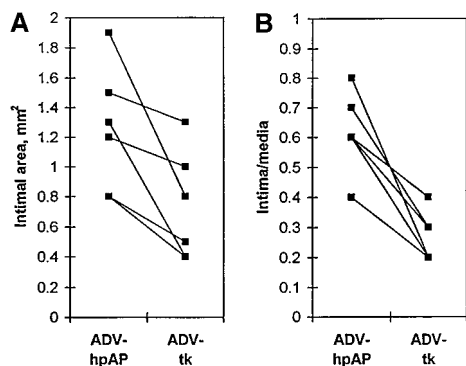 A
Intimal area, mm²
2
1.8
1.6
1.4
1.2
1
0.8
0.6
0.4
0.2
0
ADV-
hpAP
ADV-
tk
B
Intima/media
1
0.9
0.8
0.7
0.6
0.5
0.4
0.3
0.2
0.1
0
ADV-
hpAP
ADV-
tk